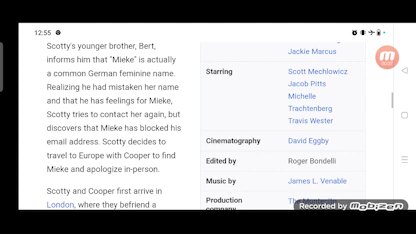 12:55
Scotty's younger brother, Bert,
informs him that "Mieke" is actually
a common German feminine name.
Realizing he had mistaken her name
and that he has feelings for Mieke,
Scotty tries to contact her again, but
discovers that Mieke has blocked his
email address. Scotty decides to
travel to Europe with Cooper to find
Mieke and apologize in-person.
Scotty and Cooper first arrive in
London, where they befriend a
Jackie Marcus
Starring
Scott Mechlowicz
Jacob Pitts
Michelle
Trachtenberg
Travis Wester
Cinematography
David Eggby
Edited by
Roger Bondelli
Music by
James L. Venable
Production
Recorded by
MOBIZEN